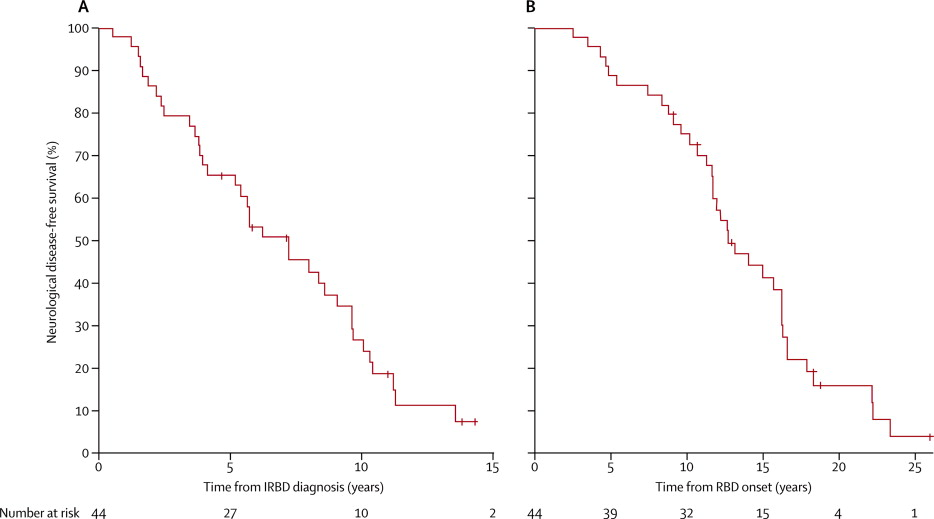 A
B
Neurological disease-free survival (%)
100
90
80
70
60
50
40
30
20
10
0
0 5 10 15
0 5 10 15 20 25
Time from IRBD diagnosis (years)
Time from RBD onset (years)
Number at risk 44 27 10 2
44 39 32 15 4 1